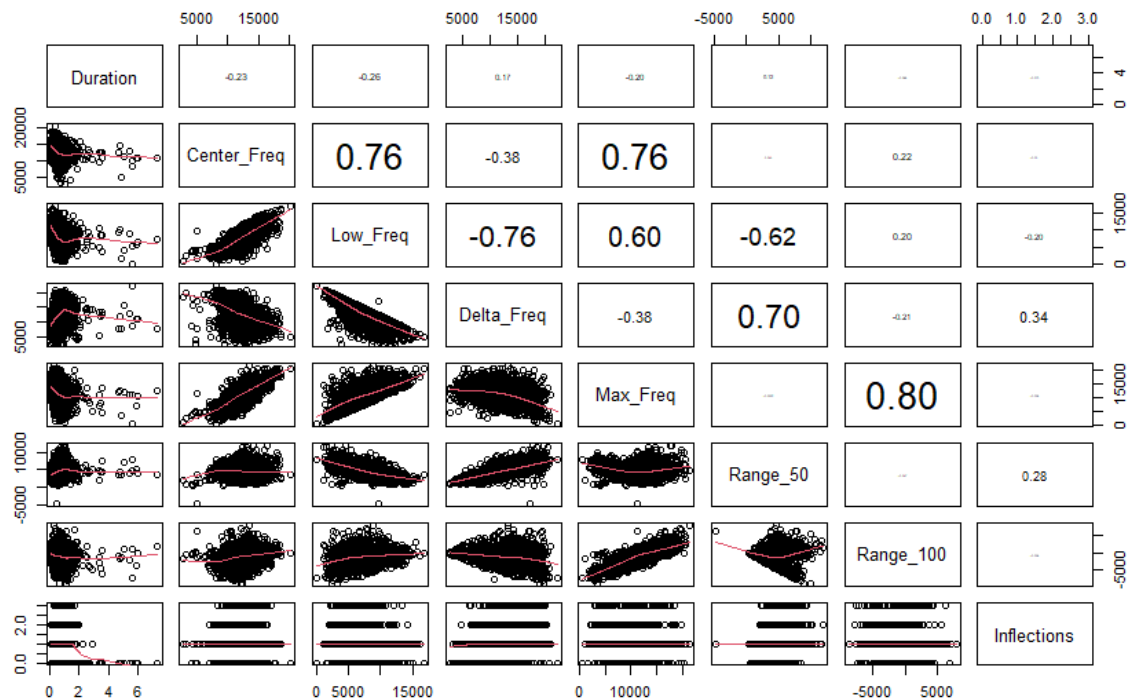 5000 15000 5000 15000 -5000 5000 0.0 1.0 2.0 3.0
Duration -0.23 -0.26 0.17 -0.20 0 4
5000 20000 Center_Freq 0.76 -0.38 0.76 0.22
Low_Freq -0.76 0.60 -0.62 0.20 -0.20 0 15000
5000 Delta_Freq -0.38 0.70 -0.21 0.34
Max_Freq 0.80 15000
-5000 10000 Range_50 0.28
Range_100 -5000
0.0 2.0 Inflections
0 2 4 6 5000 15000 0 5000 15000 0 10000 -5000 5000